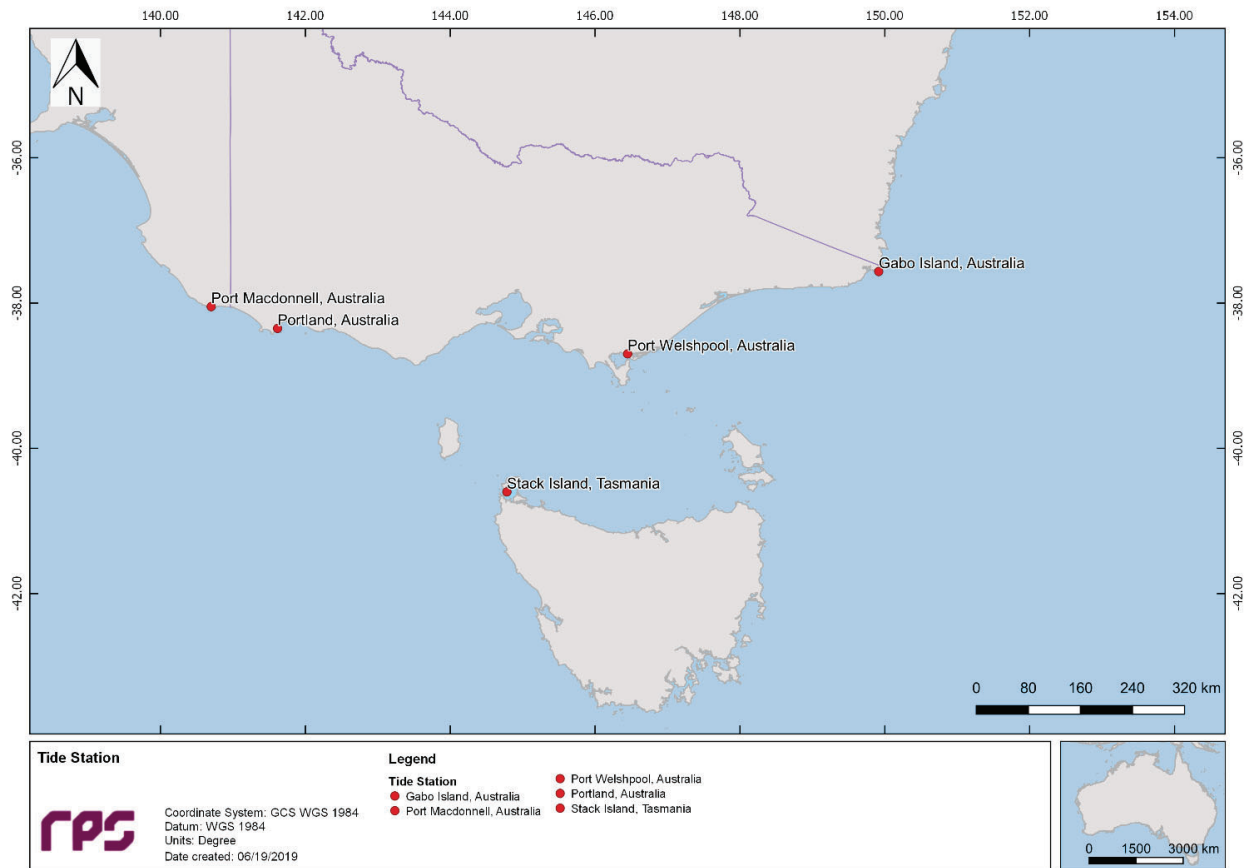 140.00 142.00 144.00 146.00 148.00 150.00 152.00 154.00
N
-36.00 -36.00
Gabo Island, Australia
Port Macdonnell, Australia
-38.00 -38.00
Portland, Australia
Port Welshpool, Australia
-40.00 -40.00
Stack Island, Tasmania
-42.00 -42.00
0 80 160 240 320 km
Tide Station
Legend
Tide Station
Gabo Island, Australia
Port Macdonnell, Australia
Port Welshpool, Australia
Portland, Australia
Stack Island, Tasmania
rps
Coordinate System: GCS WGS 1984
Datum: WGS 1984
Units: Degree
Date created: 06/19/2019
0 1500 3000 km